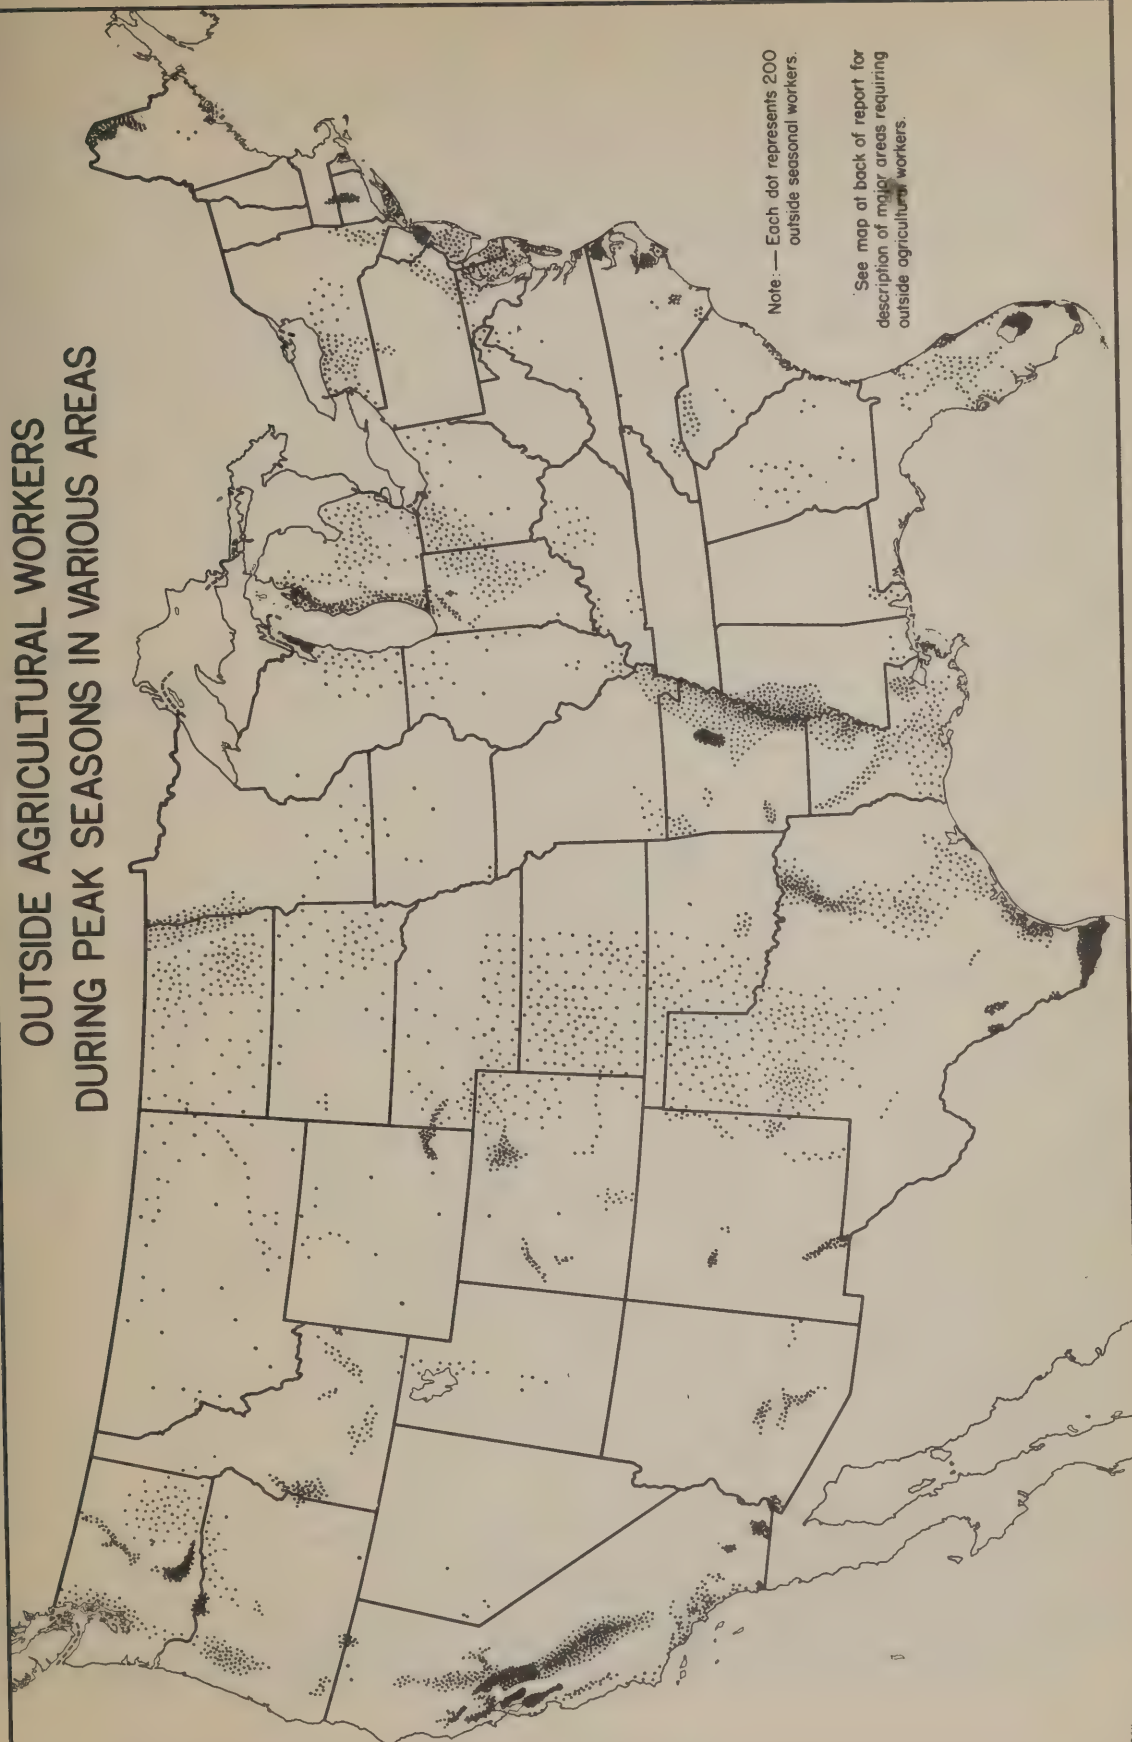 OUTSIDE AGRICULTURAL WORKERS
DURING PEAK SEASONS IN VARIOUS AREAS
Note:— Each dot represents 200
outside seasonal workers.
See map at back of report for
description of major areas requiring
outside agricultural workers.